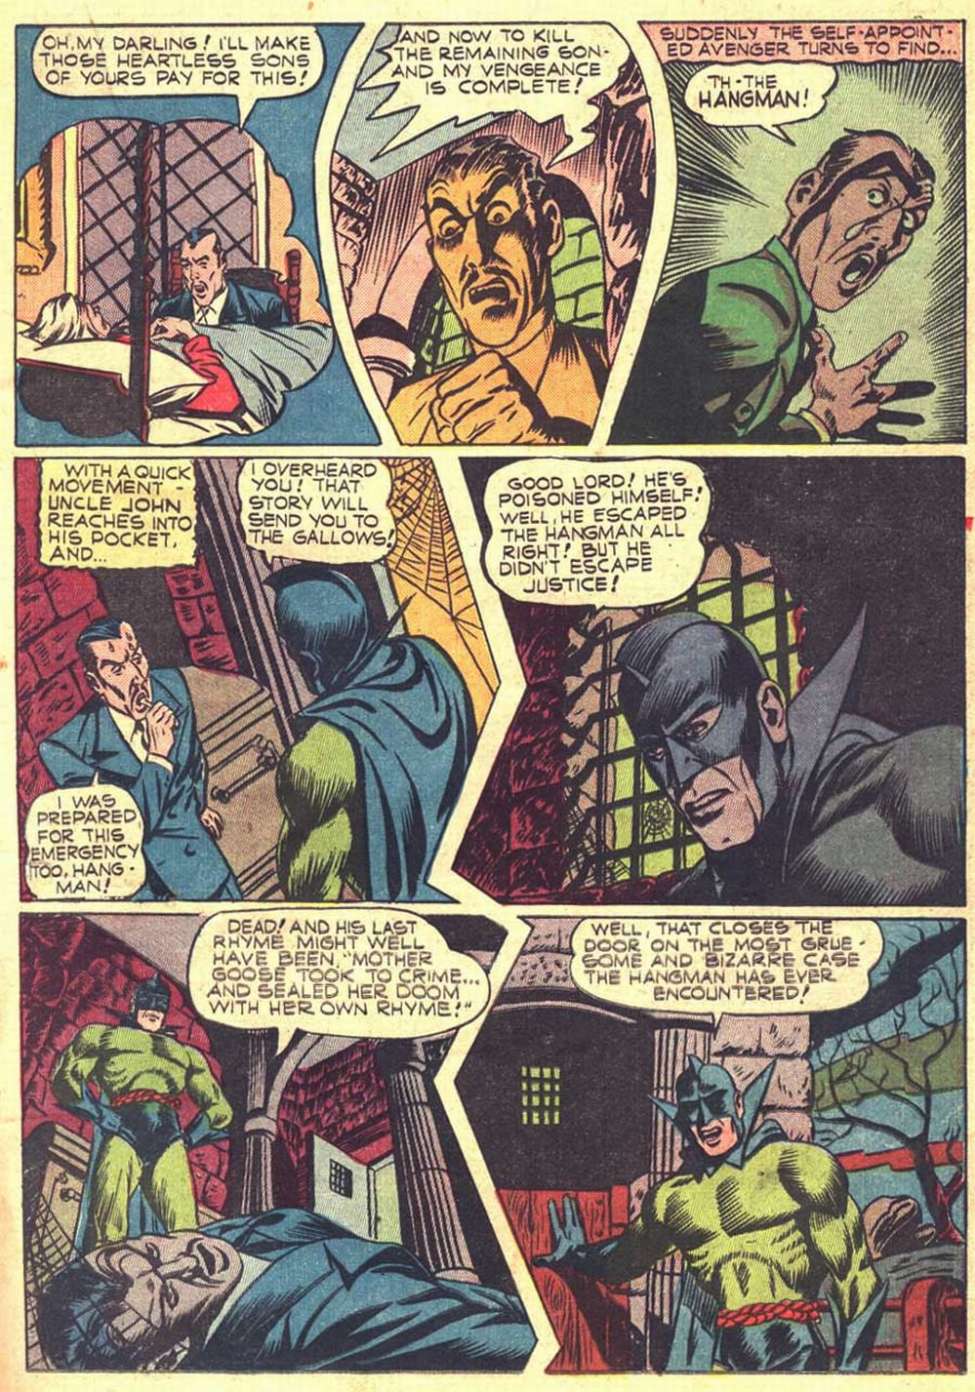 OH, MY DARLING! I'LL MAKE
THOSE HEARTLESS SONS
OF YOURS PAY FOR THIS!
AND NOW TO KILL
THE REMAINING SON-
AND MY VENGEANCE
IS COMPLETE!
SUDDENLY THE SELF-APPOINT-
ED AVENGER TURNS TO FIND...
TH-THE
HANGMAN!
WITH A QUICK
MOVEMENT-
UNCLE JOHN
REACHES INTO
HIS POCKET,
AND...
I OVERHEARD
YOU! THAT
STORY WILL
SEND YOU TO
THE GALLOWS!
I WAS
PREPARED
FOR THIS
EMERGENCY
TOO, HANG-
MAN!
GOOD LORD! HE'S
POISONED HIMSELF!
WELL, HE ESCAPED
THE HANGMAN ALL
RIGHT! BUT HE
DIDN'T ESCAPE
JUSTICE!
DEAD! AND HIS LAST
RHYME MIGHT WELL
HAVE BEEN, "MOTHER
GOOSE TOOK TO CRIME...
AND SEALED HER DOOM
WITH HER OWN RHYME!"
WELL, THAT CLOSES THE
DOOR ON THE MOST GRUE-
SOME AND BIZARRE CASE
THE HANGMAN HAS EVER
ENCOUNTERED!